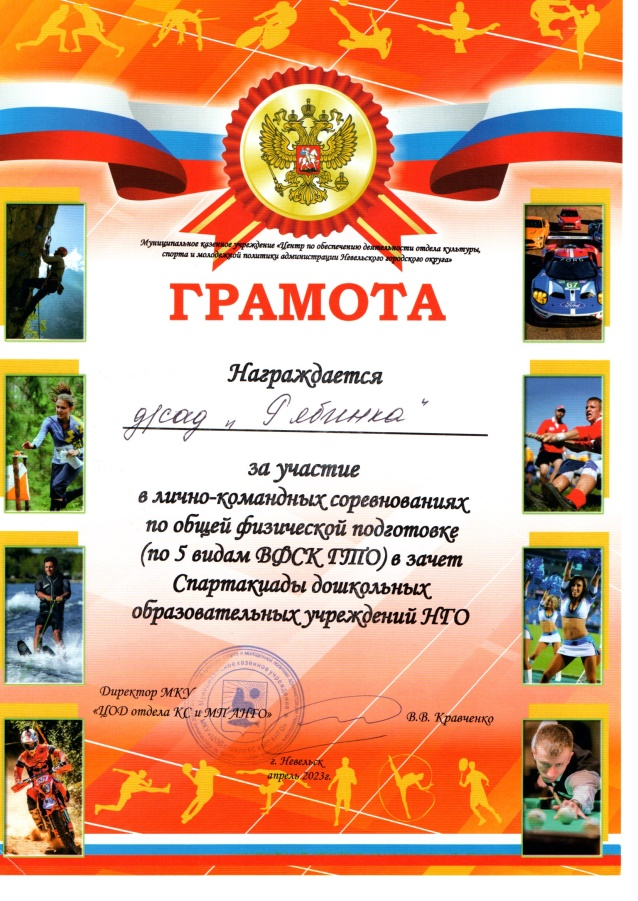 Муниципальное казенное учреждение «Центр по обеспечению деятельности отдела культуры,
спорта и молодежной политики администрации Невельского городского округа»
ГРАМОТА
Награждается
д/сад „ Рябинка "
за участие
в лично-командных соревнованиях
по общей физической подготовке
(по 5 видам ВФСК ГТО) в зачет
Спартакиады дошкольных
образовательных учреждений НГО
Директор МКУ
«ЦОД отдела КС и МП АНГО»
В.В. Кравченко
г. Невельск
апрель 2023г.
67
Ford